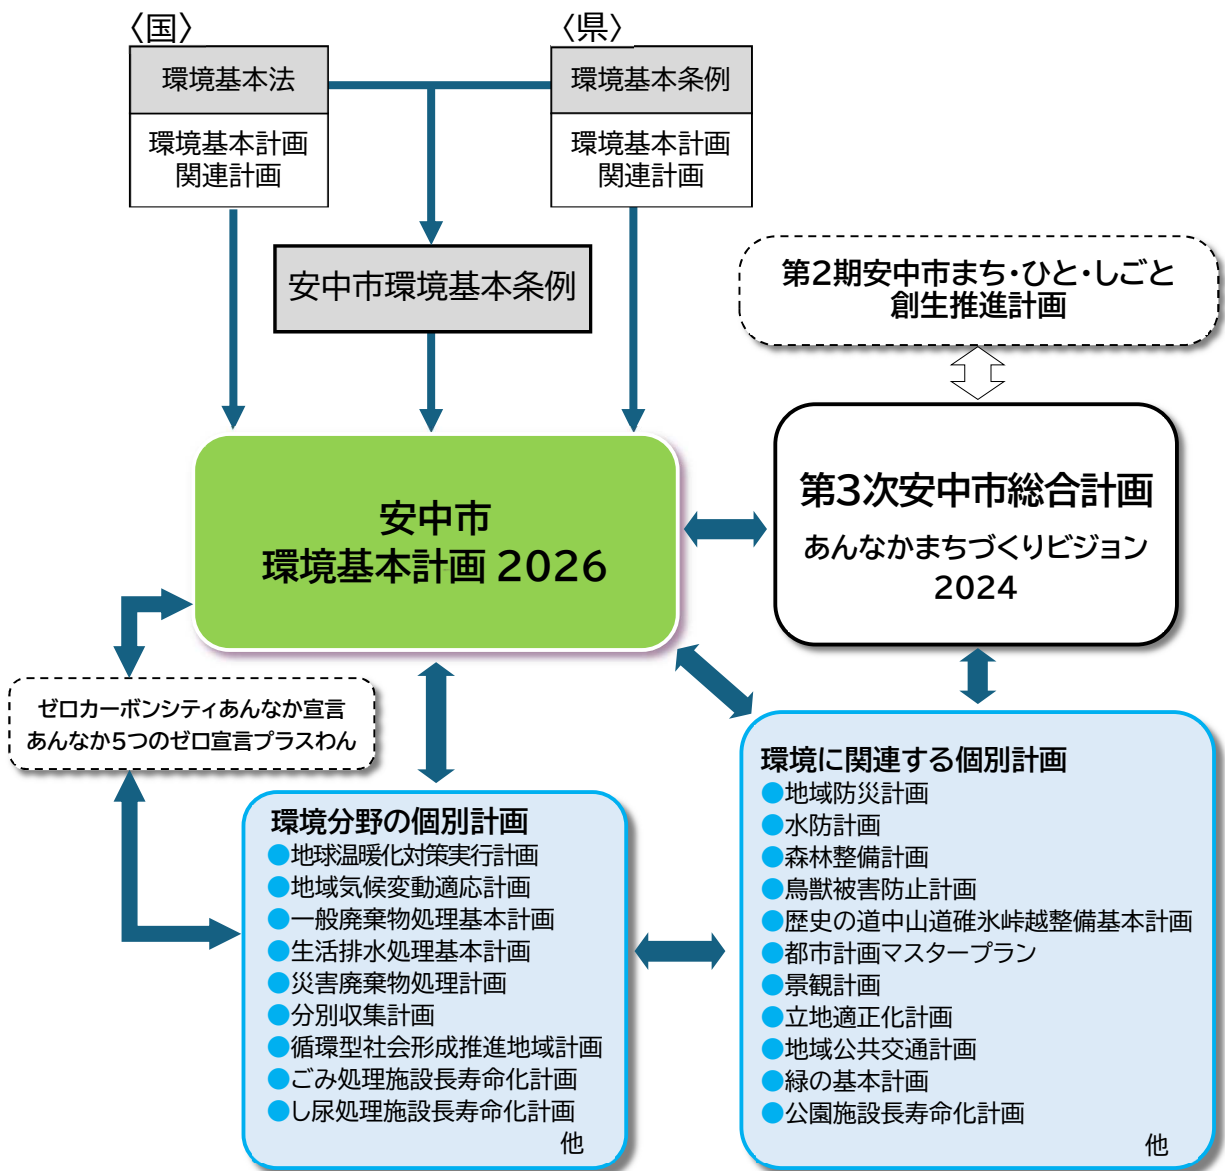 〈国〉
環境基本法
環境基本計画
関連計画
〈県〉
環境基本条例
環境基本計画
関連計画
安中市環境基本条例
第2期安中市まち・ひと・しごと
創生推進計画
安中市
環境基本計画 2026
第3次安中市総合計画
あんなかまちづくりビジョン
2024
ゼロカーボンシティあんなか宣言
あんなか5つのゼロ宣言プラスわん
環境分野の個別計画
●地球温暖化対策実行計画
●地域気候変動適応計画
●一般廃棄物処理基本計画
●生活排水処理基本計画
●災害廃棄物処理計画
●分別収集計画
●循環型社会形成推進地域計画
●ごみ処理施設長寿命化計画
●し尿処理施設長寿命化計画
他
環境に関連する個別計画
●地域防災計画
●水防計画
●森林整備計画
●鳥獣被害防止計画
●歴史の道中山道碓氷峠越整備基本計画
●都市計画マスタープラン
●景観計画
●立地適正化計画
●地域公共交通計画
●緑の基本計画
●公園施設長寿命化計画
他